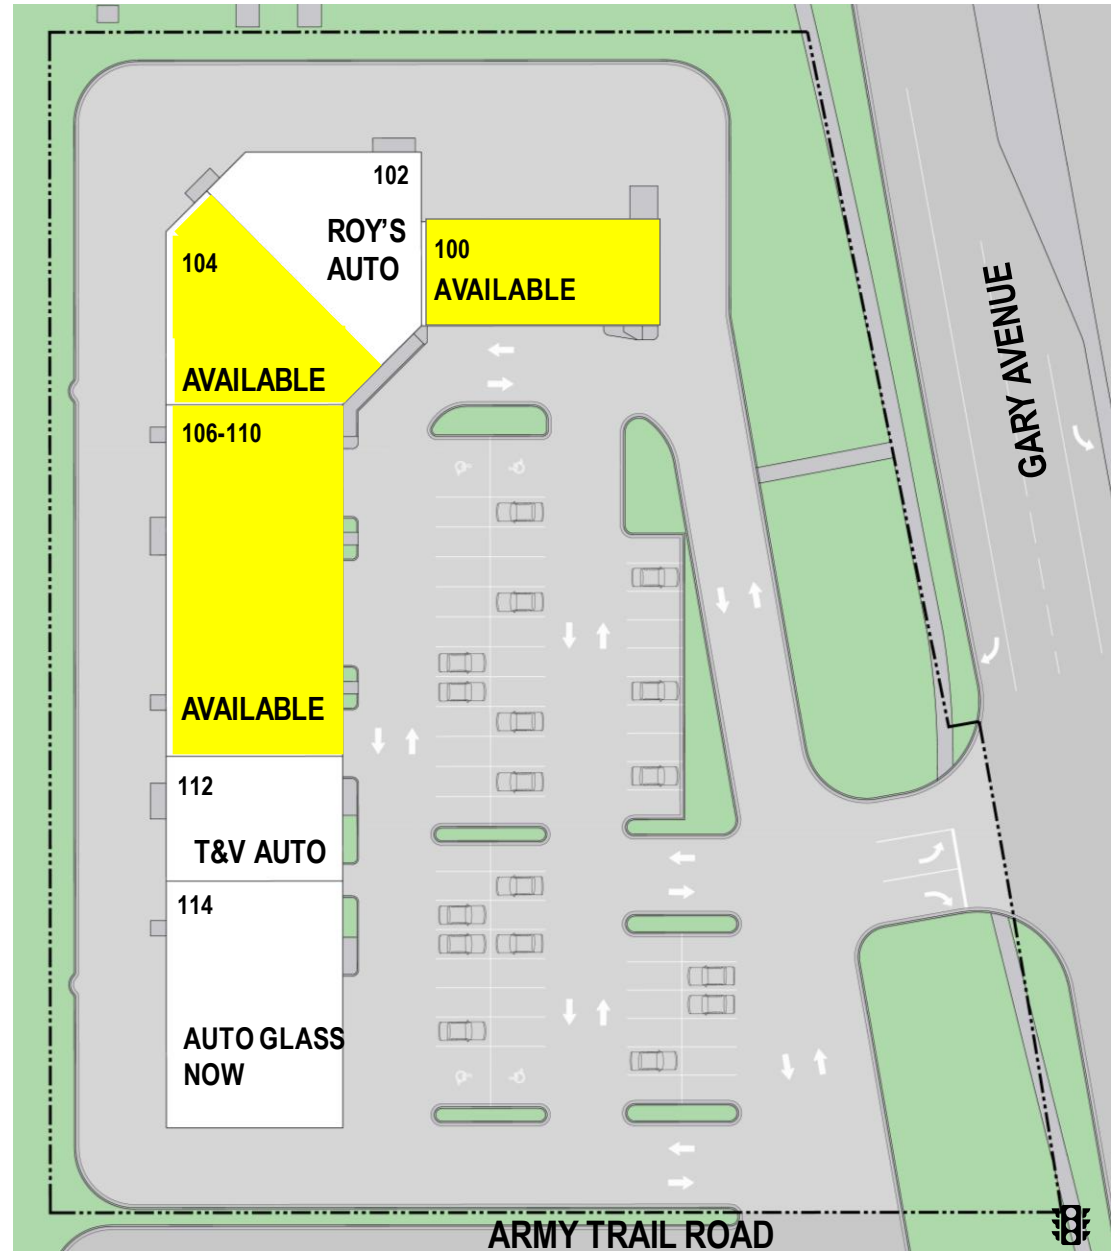 102
ROY'S
AUTO
104
AVAILABLE
100
AVAILABLE
106-110
AVAILABLE
112
T&V AUTO
114
AUTO GLASS
NOW
GARY AVENUE
ARMY TRAIL ROAD